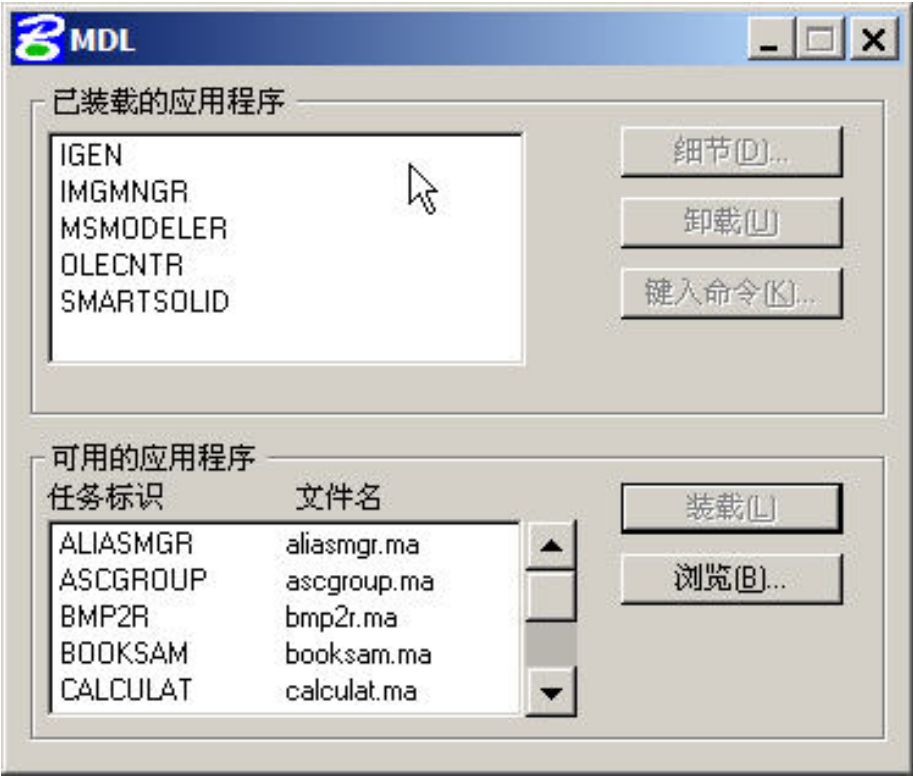 MDL
已装载的应用程序
IGEN
IMGMNGR
MSMODELER
OLECNTR
SMARTSOLID
细节(D)...
卸载(U)
键入命令(K)...
可用的应用程序
任务标识 文件名
ALIASMGR aliasmgr.ma
ASCGROUP ascgroup.ma
BMP2R bmp2r.ma
BOOKSAM booksam.ma
CALCULAT calculat.ma
装载(L)
浏览(B)...